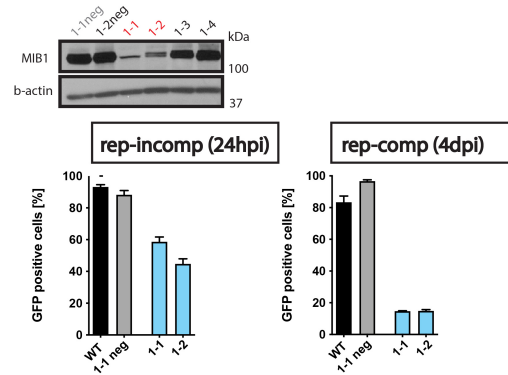 1-1neg 1-2neg 1-1 1-2 1-3 1-4
kDa
MIB1
100
b-actin
37
rep-incomp (24hpi)
rep-comp (4dpi)
GFP positive cells [%]
100
80
60
40
20
0
WT 1-1 neg 1-1 1-2
GFP positive cells [%]
100
80
60
40
20
0
WT 1-1 neg 1-1 1-2